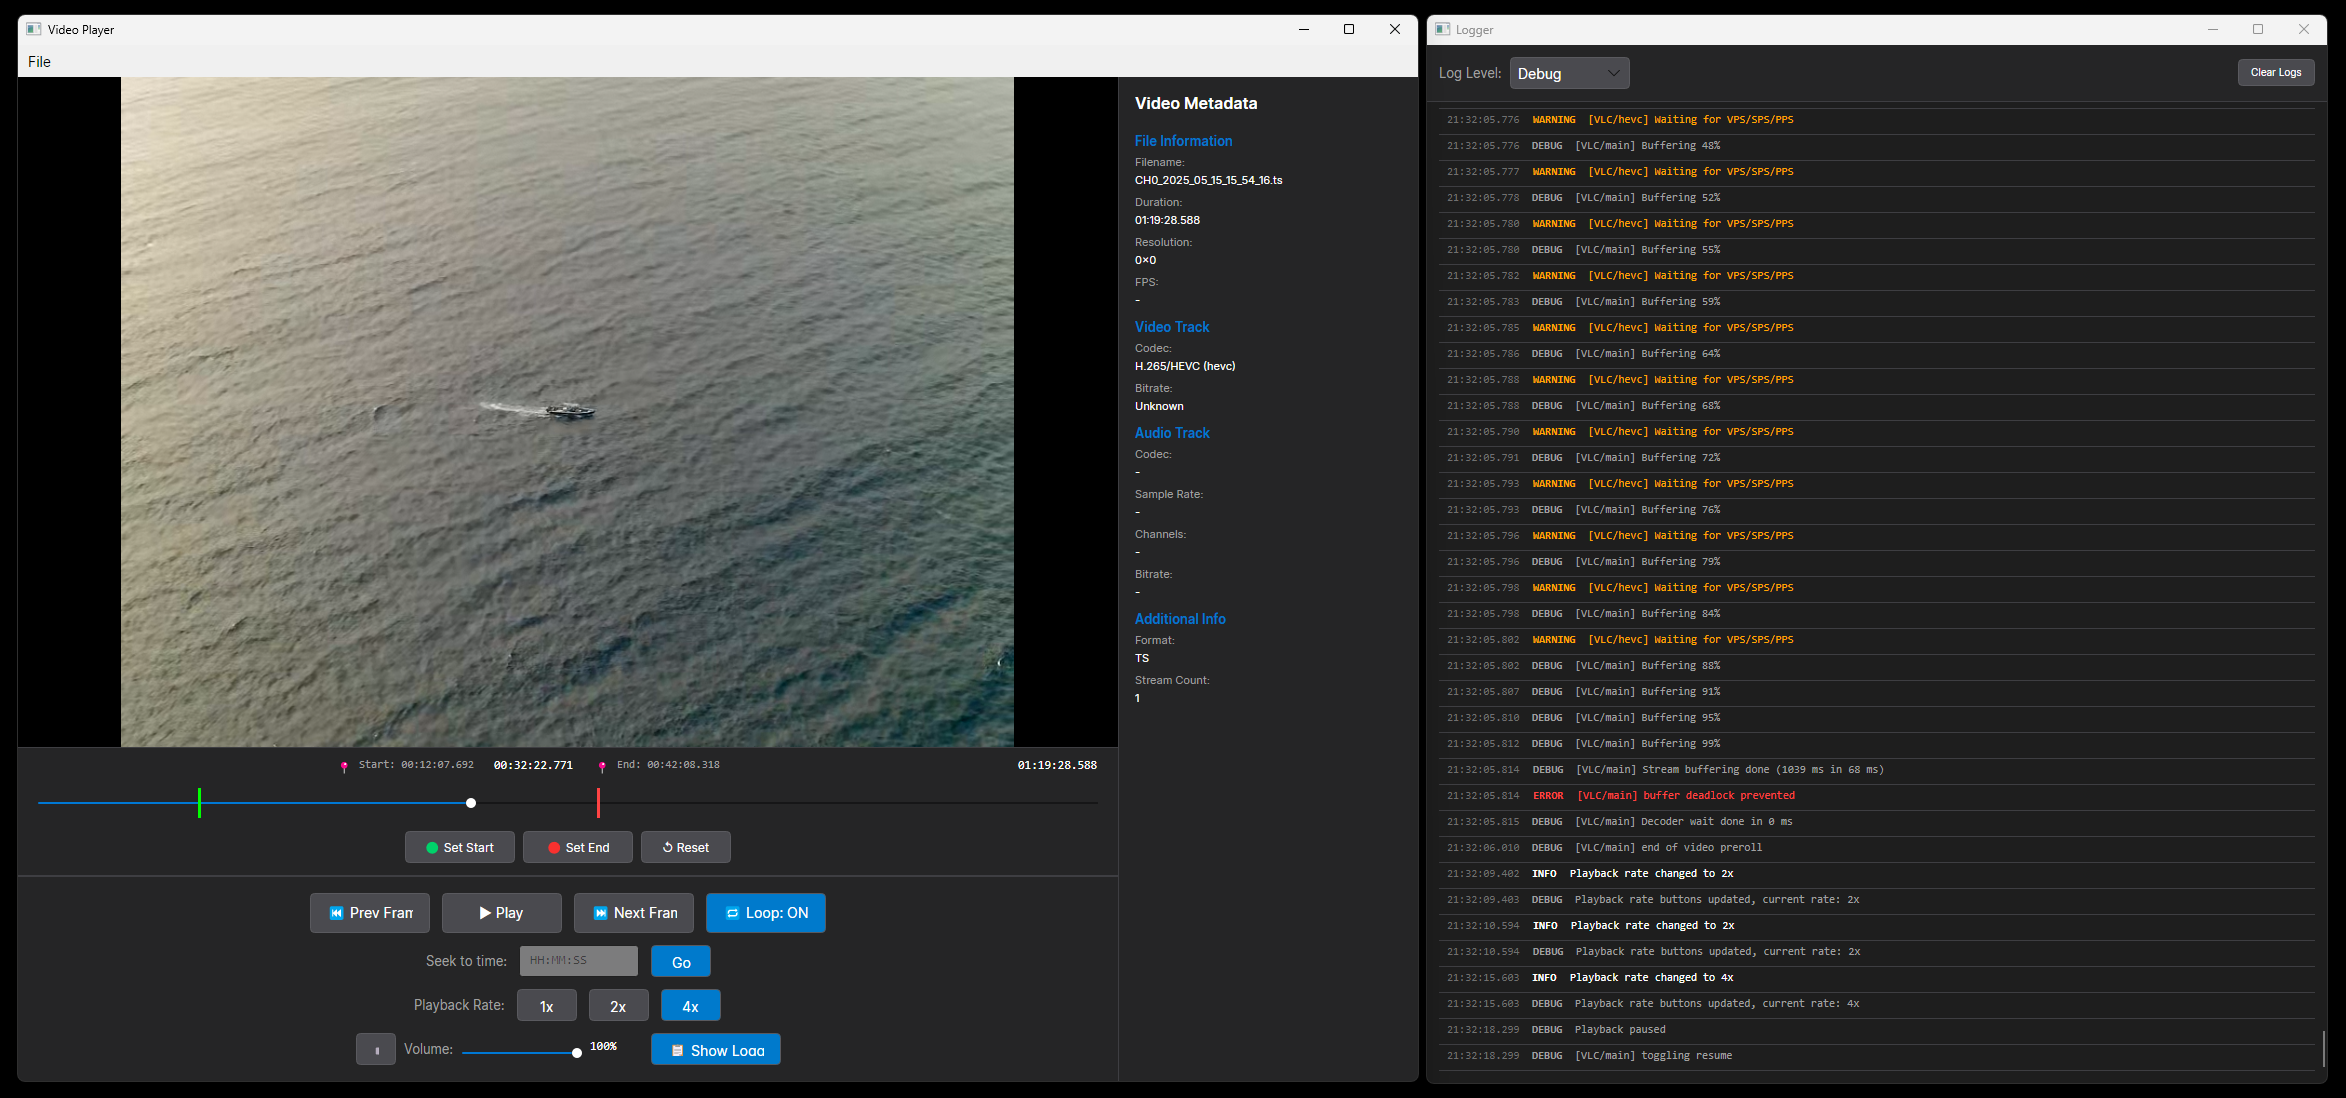 Video Player
File
Video Metadata
File Information
Filename:
CH0_2025_05_15_15_54_16.ts
Duration:
01:19:28.588
Resolution:
0×0
FPS:
-
Video Track
Codec:
H.265/HEVC (hevc)
Bitrate:
Unknown
Audio Track
Codec:
-
Sample Rate:
-
Channels:
-
Bitrate:
-
Additional Info
Format:
TS
Stream Count:
1
Start: 00:12:07.692 00:32:22.771 End: 00:42:08.318 01:19:28.588
Set Start Set End Reset
Prev Fram Play Next Fran Loop: ON
Seek to time: HH:MM:SS Go
Playback Rate: 1x 2x 4x
Volume: 100% Show Logg
Logger
Log Level: Debug Clear Logs
21:32:05.776 WARNING [VLC/hevc] Waiting for VPS/SPS/PPS
21:32:05.776 DEBUG [VLC/main] Buffering 48%
21:32:05.777 WARNING [VLC/hevc] Waiting for VPS/SPS/PPS
21:32:05.778 DEBUG [VLC/main] Buffering 52%
21:32:05.780 WARNING [VLC/hevc] Waiting for VPS/SPS/PPS
21:32:05.780 DEBUG [VLC/main] Buffering 55%
21:32:05.782 WARNING [VLC/hevc] Waiting for VPS/SPS/PPS
21:32:05.783 DEBUG [VLC/main] Buffering 59%
21:32:05.785 WARNING [VLC/hevc] Waiting for VPS/SPS/PPS
21:32:05.786 DEBUG [VLC/main] Buffering 64%
21:32:05.788 WARNING [VLC/hevc] Waiting for VPS/SPS/PPS
21:32:05.788 DEBUG [VLC/main] Buffering 68%
21:32:05.790 WARNING [VLC/hevc] Waiting for VPS/SPS/PPS
21:32:05.791 DEBUG [VLC/main] Buffering 72%
21:32:05.793 WARNING [VLC/hevc] Waiting for VPS/SPS/PPS
21:32:05.793 DEBUG [VLC/main] Buffering 76%
21:32:05.796 WARNING [VLC/hevc] Waiting for VPS/SPS/PPS
21:32:05.796 DEBUG [VLC/main] Buffering 79%
21:32:05.798 WARNING [VLC/hevc] Waiting for VPS/SPS/PPS
21:32:05.798 DEBUG [VLC/main] Buffering 84%
21:32:05.802 WARNING [VLC/hevc] Waiting for VPS/SPS/PPS
21:32:05.802 DEBUG [VLC/main] Buffering 88%
21:32:05.807 DEBUG [VLC/main] Buffering 91%
21:32:05.810 DEBUG [VLC/main] Buffering 95%
21:32:05.812 DEBUG [VLC/main] Buffering 99%
21:32:05.814 DEBUG [VLC/main] Stream buffering done (1039 ms in 68 ms)
21:32:05.814 ERROR [VLC/main] buffer deadlock prevented
21:32:05.815 DEBUG [VLC/main] Decoder wait done in 0 ms
21:32:06.010 DEBUG [VLC/main] end of video preroll
21:32:09.402 INFO Playback rate changed to 2x
21:32:09.403 DEBUG Playback rate buttons updated, current rate: 2x
21:32:10.594 INFO Playback rate changed to 2x
21:32:10.594 DEBUG Playback rate buttons updated, current rate: 2x
21:32:15.603 INFO Playback rate changed to 4x
21:32:15.603 DEBUG Playback rate buttons updated, current rate: 4x
21:32:18.299 DEBUG Playback paused
21:32:18.299 DEBUG [VLC/main] toggling resume